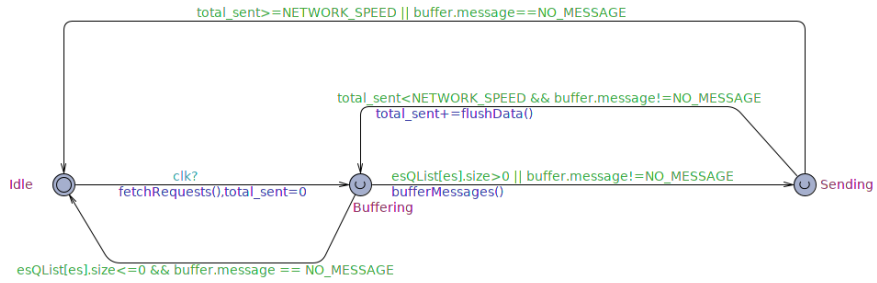 total_sent>=NETWORK_SPEED || buffer.message==NO_MESSAGE
total_sent<NETWORK_SPEED && buffer.message!=NO_MESSAGE
total_sent+=flushData()
Idle
clk?
fetchRequests(),total_sent=0
esQList[es].size>0 || buffer.message!=NO_MESSAGE
bufferMessages()
Sending
Buffering
esQList[es].size<=0 && buffer.message == NO_MESSAGE